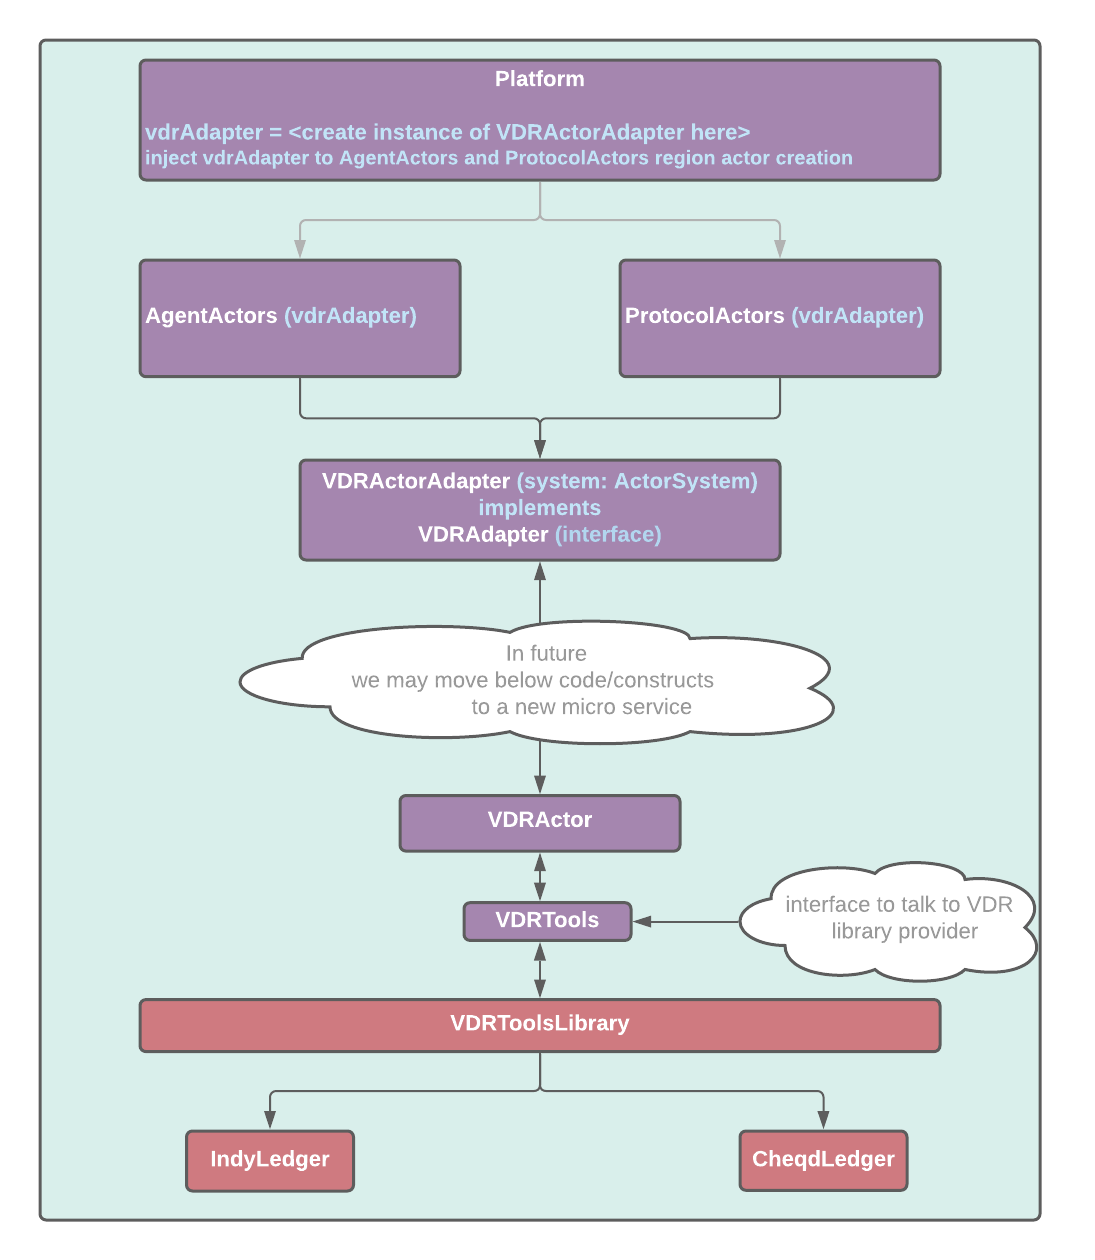 Platform
vdrAdapter = <create instance of VDRActorAdapter here>
inject vdrAdapter to AgentActors and ProtocolActors region actor creation
AgentActors (vdrAdapter)
ProtocolActors (vdrAdapter)
VDRActorAdapter (system: ActorSystem)
implements
VDRAdapter (interface)
In future
we may move below code/constructs
to a new micro service
VDRActor
VDRTools
interface to talk to VDR
library provider
VDRToolsLibrary
IndyLedger
CheqdLedger